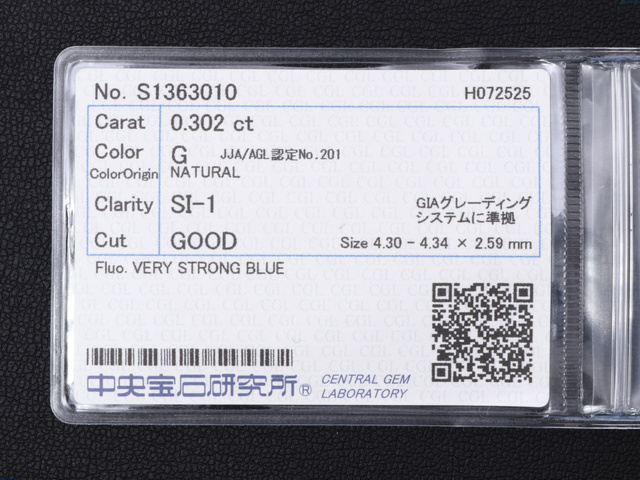 No. S1363010 H072525
Carat 0.302 ct
Color G JJA/AGL認定No.201
ColorOrigin NATURAL
Clarity SI-1 GIAグレーディング
システムに準拠
Cut GOOD Size 4.30 - 4.34 × 2.59 mm
Fluo. VERY STRONG BLUE
中央宝石研究所® CENTRAL GEM
LABORATORY